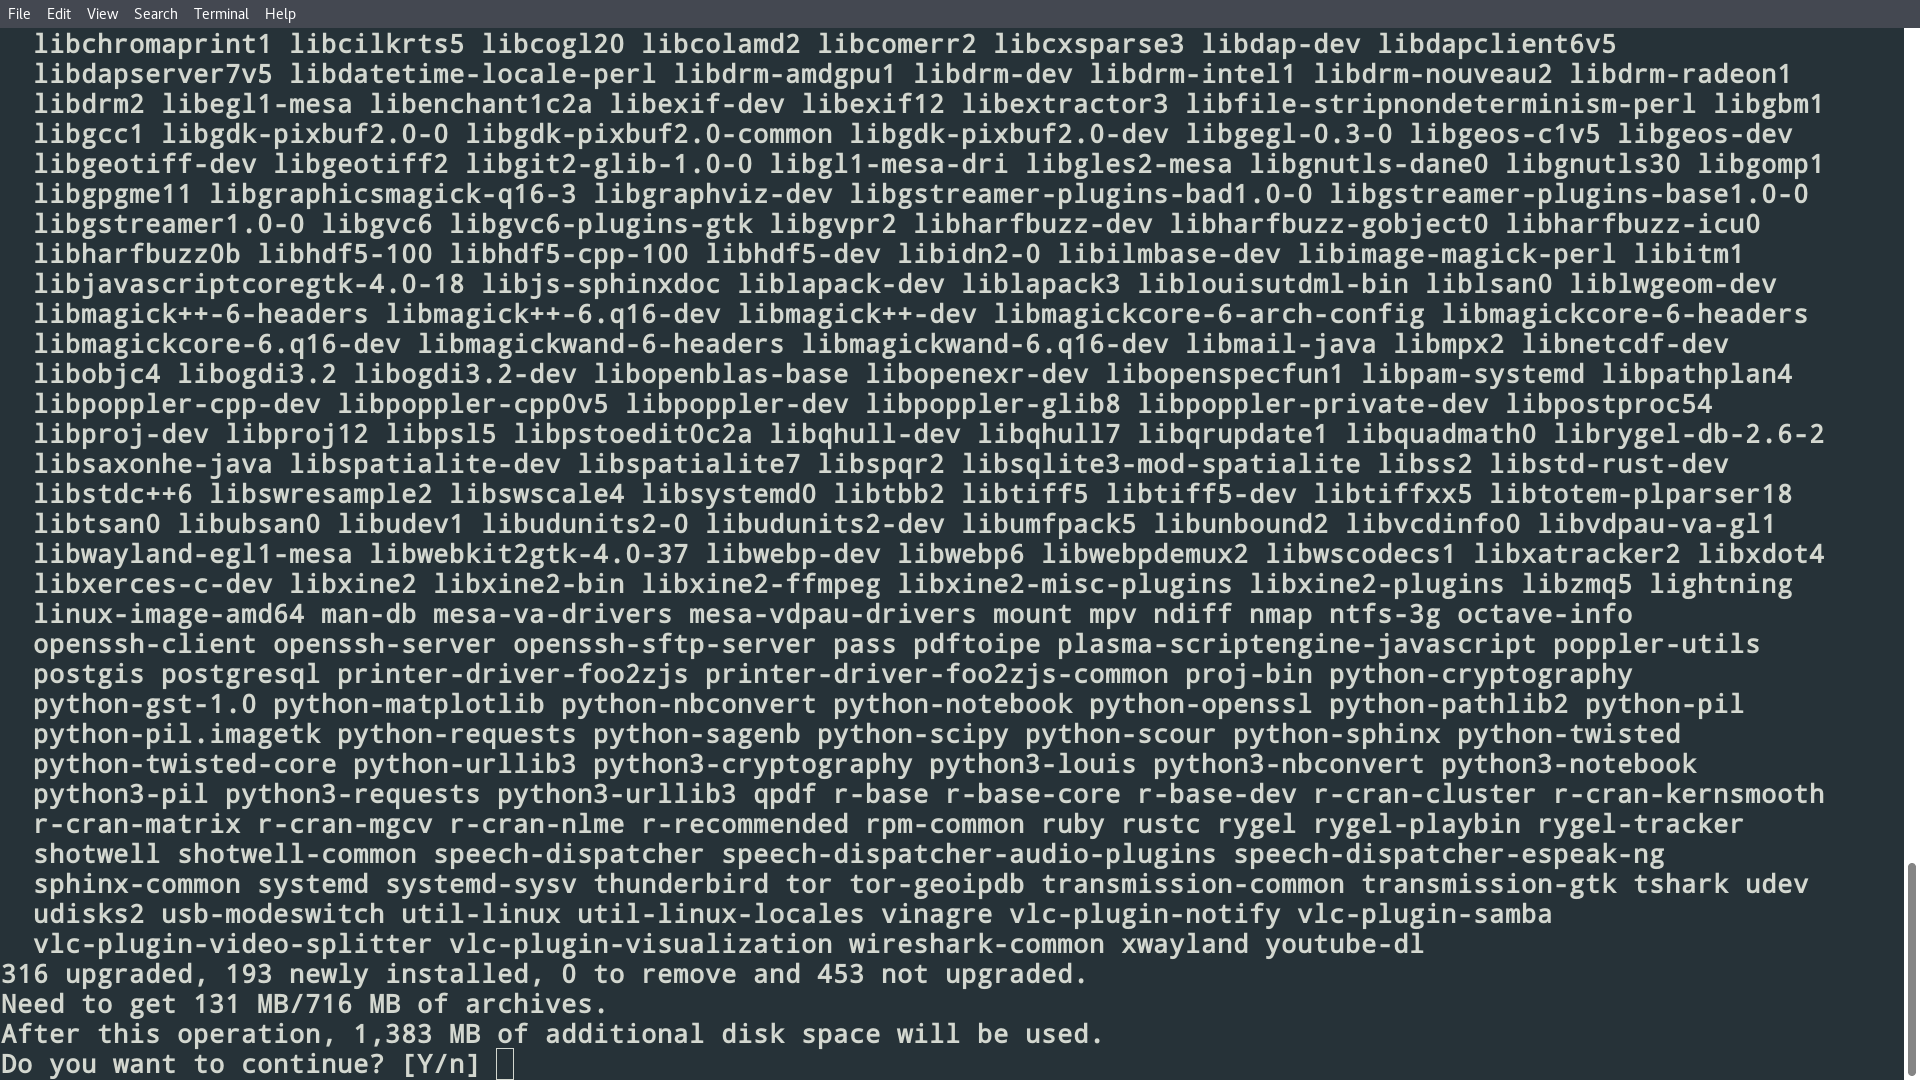 File Edit View Search Terminal Help
libchromaprint1 libcilkrts5 libcogl20 libcolamd2 libcomerr2 libcxsparse3 libdap-dev libdapclient6v5
libdapserver7v5 libdatetime-locale-perl libdrm-amdgpu1 libdrm-dev libdrm-intel1 libdrm-nouveau2 libdrm-radeon1
libdrm2 libegl1-mesa libenchant1c2a libexif-dev libexif12 libextractor3 libfile-stripnondeterminism-perl libgbm1
libgcc1 libgdk-pixbuf2.0-0 libgdk-pixbuf2.0-common libgdk-pixbuf2.0-dev libgegl-0.3-0 libgeos-c1v5 libgeos-dev
libgeotiff-dev libgeotiff2 libgit2-glib-1.0-0 libgl1-mesa-dri libgles2-mesa libgnutls-dane0 libgnutls30 libgomp1
libgpgme11 libgraphicsmagick-q16-3 libgraphviz-dev libgstreamer-plugins-bad1.0-0 libgstreamer-plugins-base1.0-0
libgstreamer1.0-0 libgvc6 libgvc6-plugins-gtk libgvpr2 libharfbuzz-dev libharfbuzz-gobject0 libharfbuzz-icu0
libharfbuzz0b libhdf5-100 libhdf5-cpp-100 libhdf5-dev libidn2-0 libilmbase-dev libimage-magick-perl libitm1
libjavascriptcoregtk-4.0-18 libjs-sphinxdoc liblapack-dev liblapack3 liblouisutdml-bin liblsan0 liblwgeom-dev
libmagick++-6-headers libmagick++-6.q16-dev libmagick++-dev libmagickcore-6-arch-config libmagickcore-6-headers
libmagickcore-6.q16-dev libmagickwand-6-headers libmagickwand-6.q16-dev libmail-java libmpx2 libnetcdf-dev
libobjc4 libogdi3.2 libogdi3.2-dev libopenblas-base libopenexr-dev libopenspecfun1 libpam-systemd libpathplan4
libpoppler-cpp-dev libpoppler-cpp0v5 libpoppler-dev libpoppler-glib8 libpoppler-private-dev libpostproc54
libproj-dev libproj12 libpsl5 libpstoedit0c2a libqhull-dev libqhull7 libqrupdate1 libquadmath0 librygel-db-2.6-2
libsaxonhe-java libspatialite-dev libspatialite7 libspqr2 libsqlite3-mod-spatialite libss2 libstd-rust-dev
libstdc++6 libswresample2 libswscale4 libsystemd0 libtbb2 libtiff5 libtiff5-dev libtiffxx5 libtotem-plparser18
libtsan0 libubsan0 libudev1 libudunits2-0 libudunits2-dev libumfpack5 libunbound2 libvcdinfo0 libvdpau-va-gl1
libwayland-egl1-mesa libwebkit2gtk-4.0-37 libwebp-dev libwebp6 libwebpdemux2 libwscodecs1 libxatracker2 libxdot4
libxerces-c-dev libxine2 libxine2-bin libxine2-ffmpeg libxine2-misc-plugins libxine2-plugins libzmq5 lightning
linux-image-amd64 man-db mesa-va-drivers mesa-vdpau-drivers mount mpv ndiff nmap ntfs-3g octave-info
openssh-client openssh-server openssh-sftp-server pass pdftoipe plasma-scriptengine-javascript poppler-utils
postgis postgresql printer-driver-foo2zjs printer-driver-foo2zjs-common proj-bin python-cryptography
python-gst-1.0 python-matplotlib python-nbconvert python-notebook python-openssl python-pathlib2 python-pil
python-pil.imagetk python-requests python-sagenb python-scipy python-scour python-sphinx python-twisted
python-twisted-core python-urllib3 python3-cryptography python3-louis python3-nbconvert python3-notebook
python3-pil python3-requests python3-urllib3 qpdf r-base r-base-core r-base-dev r-cran-cluster r-cran-kernsmooth
r-cran-matrix r-cran-mgcv r-cran-nlme r-recommended rpm-common ruby rustc rygel rygel-playbin rygel-tracker
shotwell shotwell-common speech-dispatcher speech-dispatcher-audio-plugins speech-dispatcher-espeak-ng
sphinx-common systemd systemd-sysv thunderbird tor tor-geoipdb transmission-common transmission-gtk tshark udev
udisks2 usb-modeswitch util-linux util-linux-locales vinagre vlc-plugin-notify vlc-plugin-samba
vlc-plugin-video-splitter vlc-plugin-visualization wireshark-common xwayland youtube-dl
316 upgraded, 193 newly installed, 0 to remove and 453 not upgraded.
Need to get 131 MB/716 MB of archives.
After this operation, 1,383 MB of additional disk space will be used.
Do you want to continue? [Y/n]